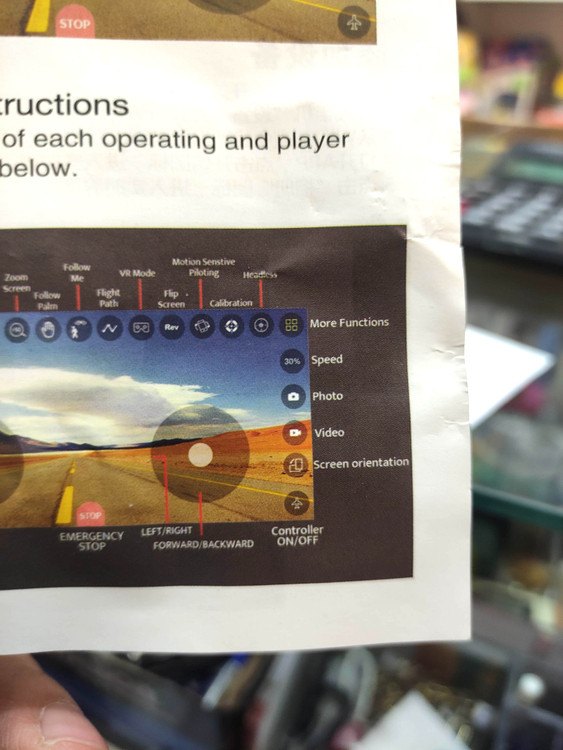 STOP
tructions
of each operating and player
below.
Motion Senstive
Piloting
Follow
Me
VR Mode
Headless
Zoom
Screen
Follow
Palm
Flight
Path
Flip
Screen
Calibration
Rev
More Functions
30%
Speed
Photo
Video
Screen orientation
STOP
EMERGENCY
STOP
LEFT/RIGHT
FORWARD/BACKWARD
Controller
ON/OFF